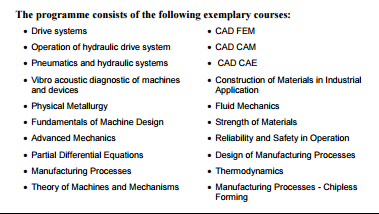 The programme consists of the following exemplary courses:
• Drive systems
• Operation of hydraulic drive system
• Pneumatics and hydraulic systems
• Vibro acoustic diagnostic of machines
and devices
• Physical Metallurgy
• Fundamentals of Machine Design
• Advanced Mechanics
• Partial Differential Equations
• Manufacturing Processes
• Theory of Machines and Mechanisms
• CAD FEM
• CAD CAM
• CAD CAE
• Construction of Materials in Industrial
Application
• Fluid Mechanics
• Strength of Materials
• Reliability and Safety in Operation
• Design of Manufacturing Processes
• Thermodynamics
• Manufacturing Processes - Chipless
Forming